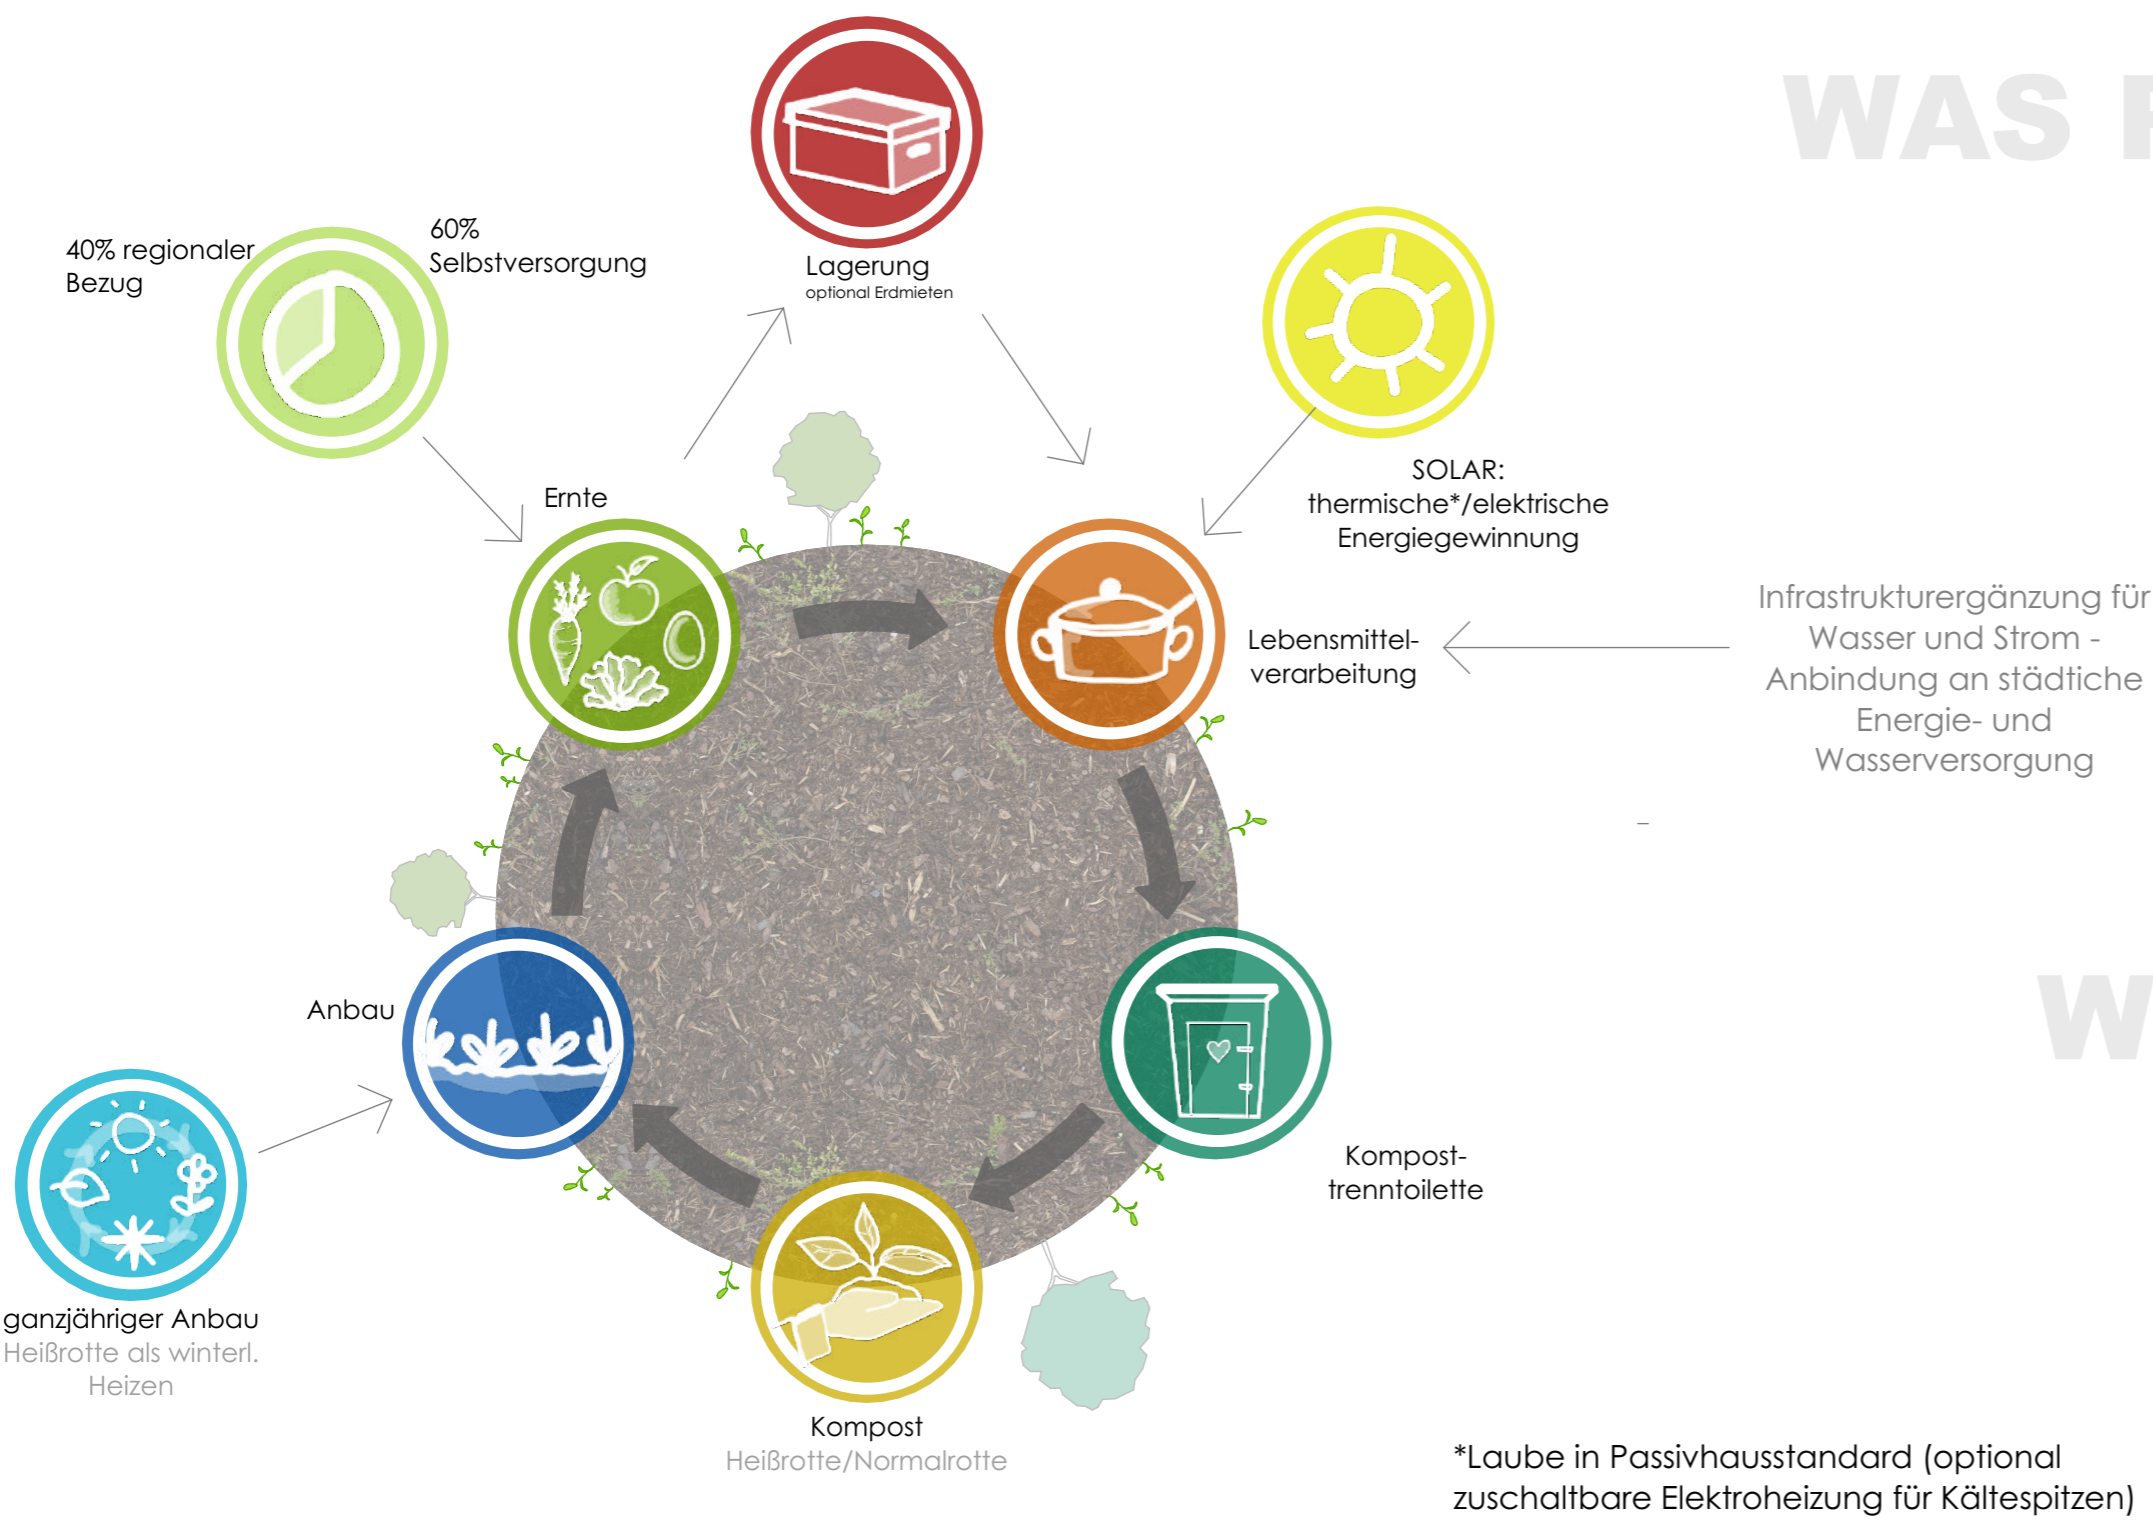 WAS
60%
Selbstversorgung
40% regionaler
Bezug
Lagerung
optional Erdmieten
SOLAR:
thermische*/elektrische
Energiegewinnung
Ernte
Infrastrukturergänzung für
Wasser und Strom -
Anbindung an städtiche
Energie- und
Wasserversorgung
Lebensmittel-
verarbeitung
–
W
Anbau
Kompost-
trenntoilette
ganzjähriger Anbau
Heißrotte als winterl.
Heizen
Kompost
Heißrotte/Normalrotte
*Laube in Passivhausstandard (optional
zuschaltbare Elektroheizung für Kältespitzen)